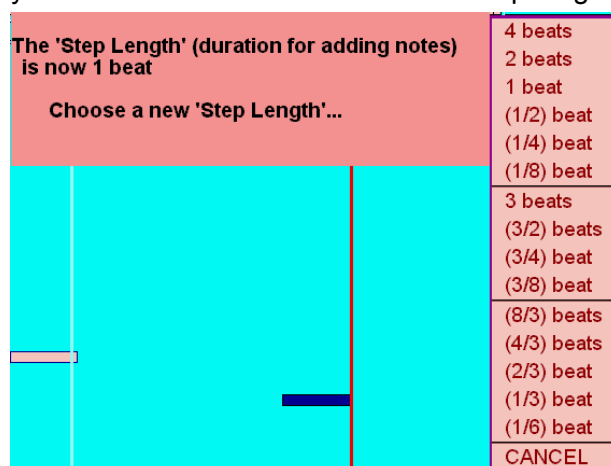 The 'Step Length' (duration for adding notes)
is now 1 beat
Choose a new 'Step Length'...
4 beats
2 beats
1 beat
(1/2) beat
(1/4) beat
(1/8) beat
3 beats
(3/2) beats
(3/4) beat
(3/8) beat
(8/3) beats
(4/3) beats
(2/3) beat
(1/3) beat
(1/6) beat
CANCEL